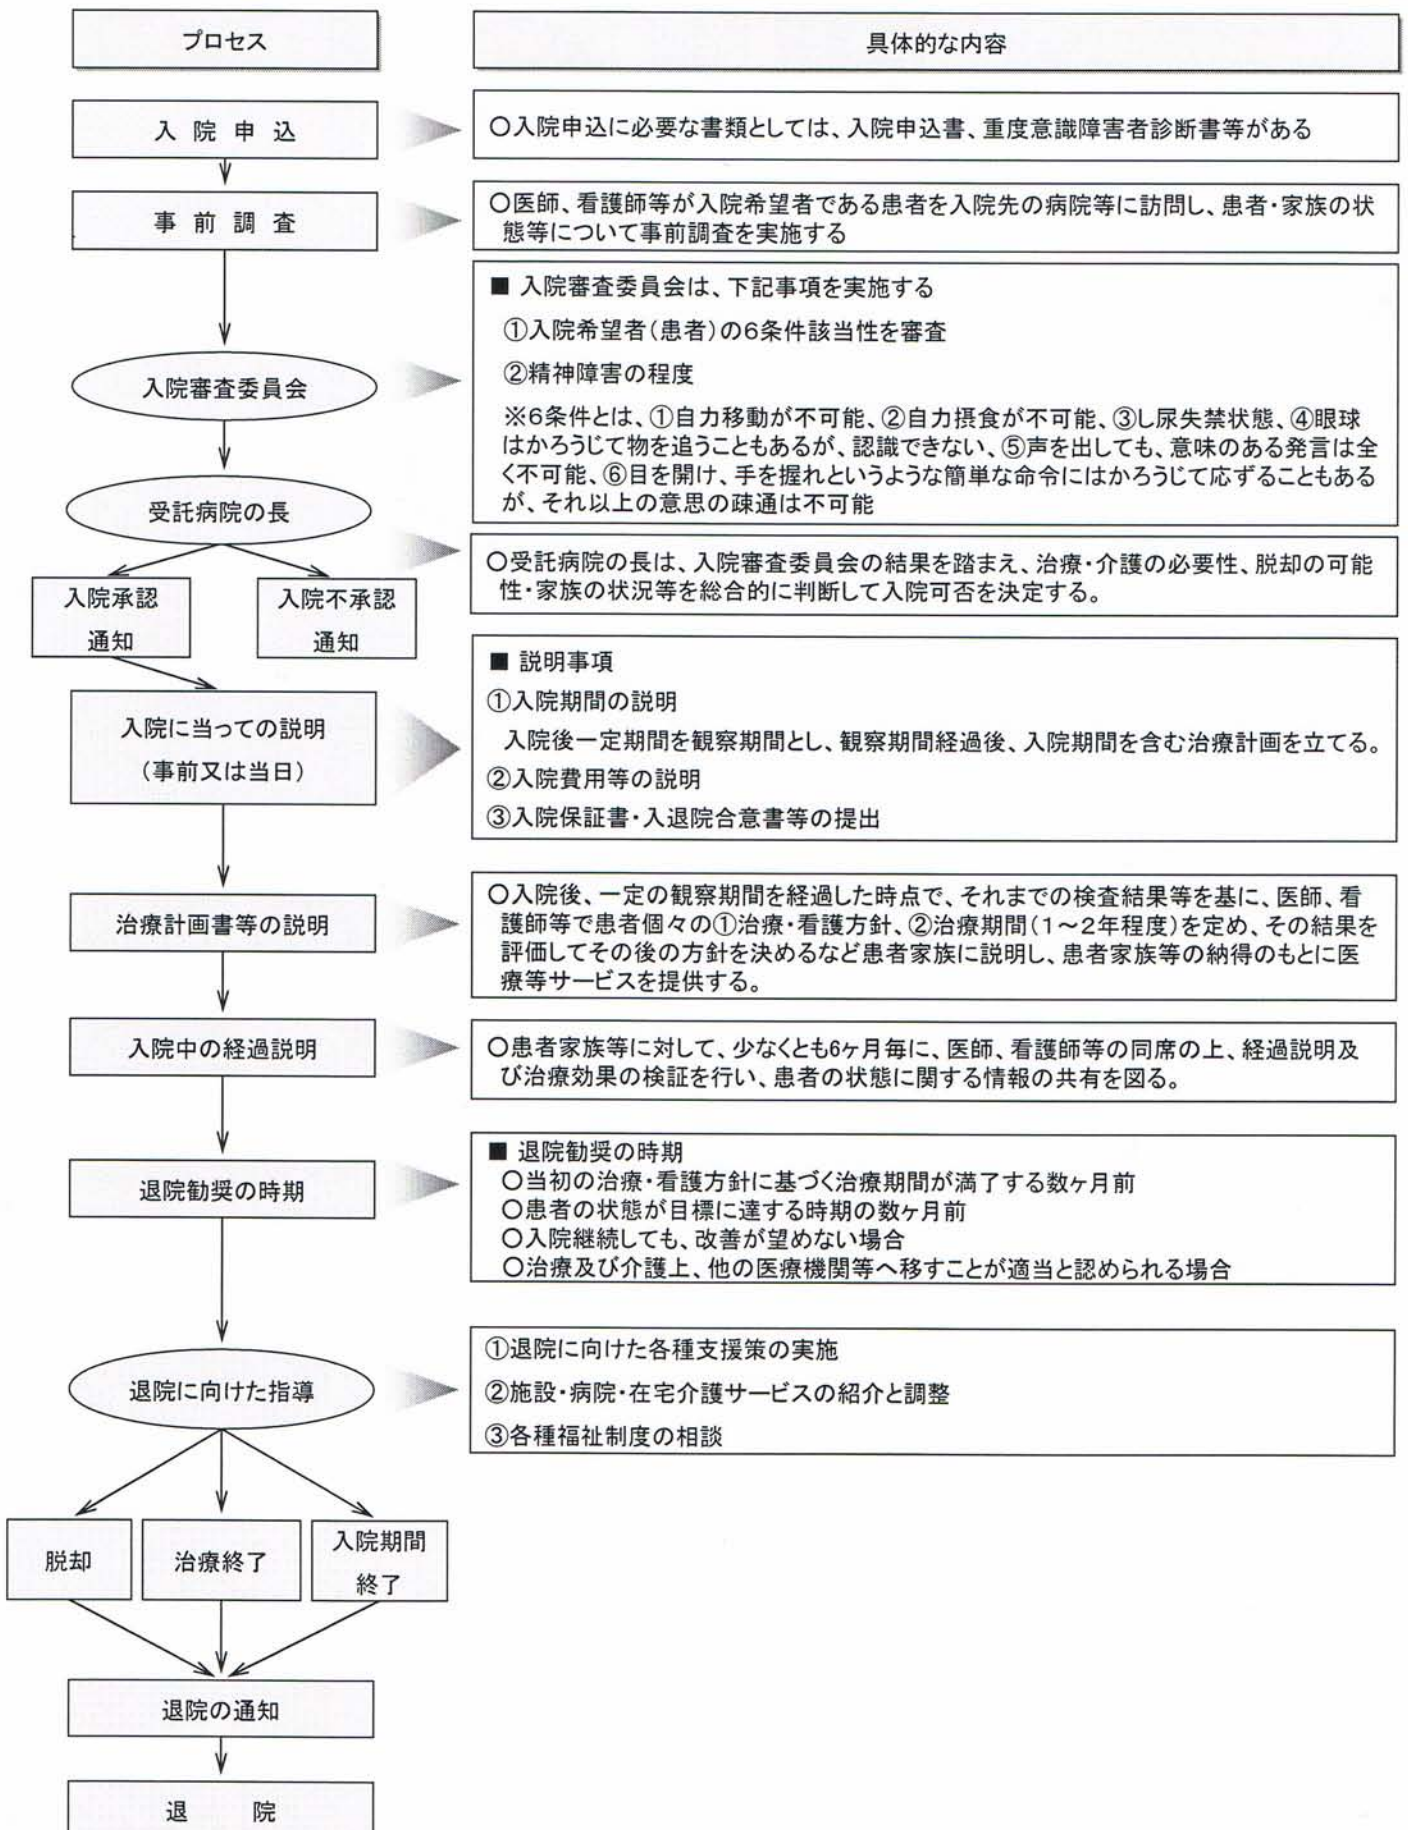 プロセス
具体的な内容
入院申込
〇入院申込に必要な書類としては、入院申込書、重度意識障害者診断書等がある
事前調査
〇医師、看護師等が入院希望者である患者を入院先の病院等に訪問し、患者・家族の状
態等について事前調査を実施する
入院審査委員会
■ 入院審査委員会は、下記事項を実施する
①入院希望者(患者)の6条件該当性を審査
②精神障害の程度
※6条件とは、①自力移動が不可能、②自力摂食が不可能、③し尿失禁状態、④眼球
はかろうじて物を追うこともあるが、認識できない、⑤声を出しても、意味のある発言は全
く不可能、⑥目を開け、手を握れというような簡単な命令にはかろうじて応ずることもある
が、それ以上の意思の疎通は不可能
受託病院の長
〇受託病院の長は、入院審査委員会の結果を踏まえ、治療・介護の必要性、脱却の可能
性・家族の状況等を総合的に判断して入院可否を決定する。
入院承認
通知
入院不承認
通知
入院に当っての説明
(事前又は当日)
■ 説明事項
①入院期間の説明
入院後一定期間を観察期間とし、観察期間経過後、入院期間を含む治療計画を立てる。
②入院費用等の説明
③入院保証書・入退院合意書等の提出
治療計画書等の説明
〇入院後、一定の観察期間を経過した時点で、それまでの検査結果等を基に、医師、看
護師等で患者個々の①治療・看護方針、②治療期間(1~2年程度)を定め、その結果を
評価してその後の方針を決めるなど患者家族に説明し、患者家族等の納得のもとに医
療等サービスを提供する。
入院中の経過説明
〇患者家族等に対して、少なくとも6ヶ月毎に、医師、看護師等の同席の上、経過説明及
び治療効果の検証を行い、患者の状態に関する情報の共有を図る。
退院勧奨の時期
■ 退院勧奨の時期
〇当初の治療・看護方針に基づく治療期間が満了する数ヶ月前
〇患者の状態が目標に達する時期の数ヶ月前
〇入院継続しても、改善が望めない場合
〇治療及び介護上、他の医療機関等へ移すことが適当と認められる場合
退院に向けた指導
①退院に向けた各種支援策の実施
②施設・病院・在宅介護サービスの紹介と調整
③各種福祉制度の相談
脱却
治療終了
入院期間
終了
退院の通知
退 院